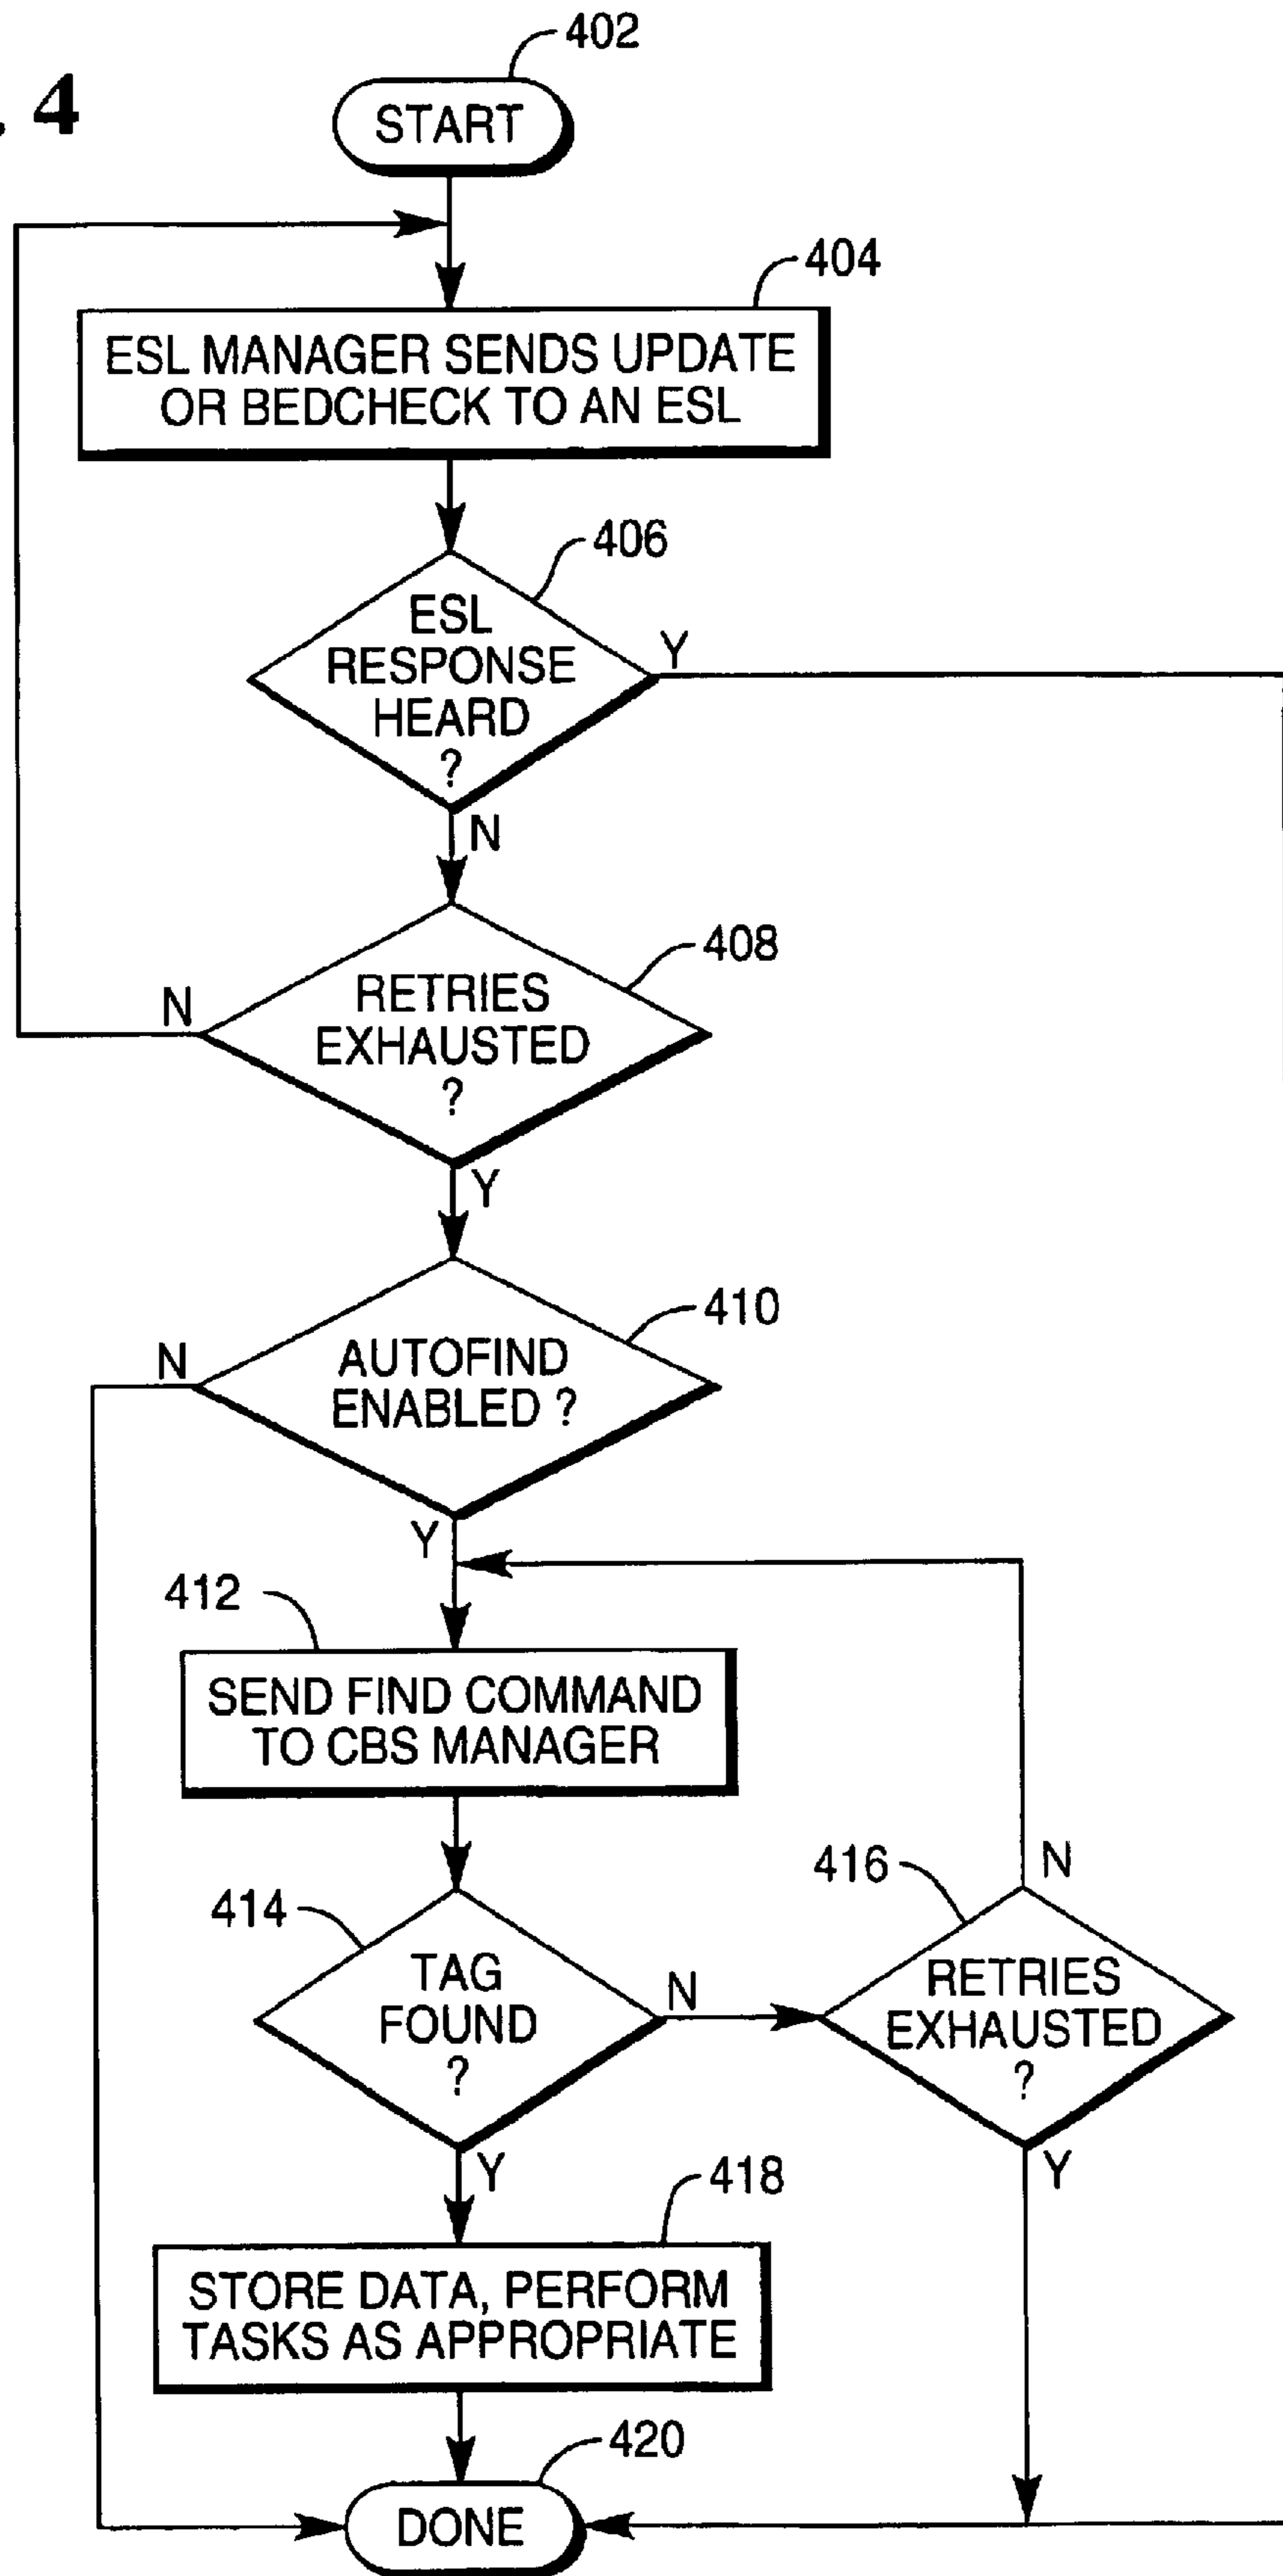 . 4
402
START
404
ESL MANAGER SENDS UPDATE
OR BEDCHECK TO AN ESL
406
ESL
RESPONSE
HEARD
?
Y
N
408
RETRIES
EXHAUSTED
?
N
Y
410
AUTOFIND
ENABLED ?
N
Y
412
SEND FIND COMMAND
TO CBS MANAGER
414
TAG
FOUND
?
N
416
RETRIES
EXHAUSTED
?
N
Y
Y
418
STORE DATA, PERFORM
TASKS AS APPROPRIATE
420
DONE